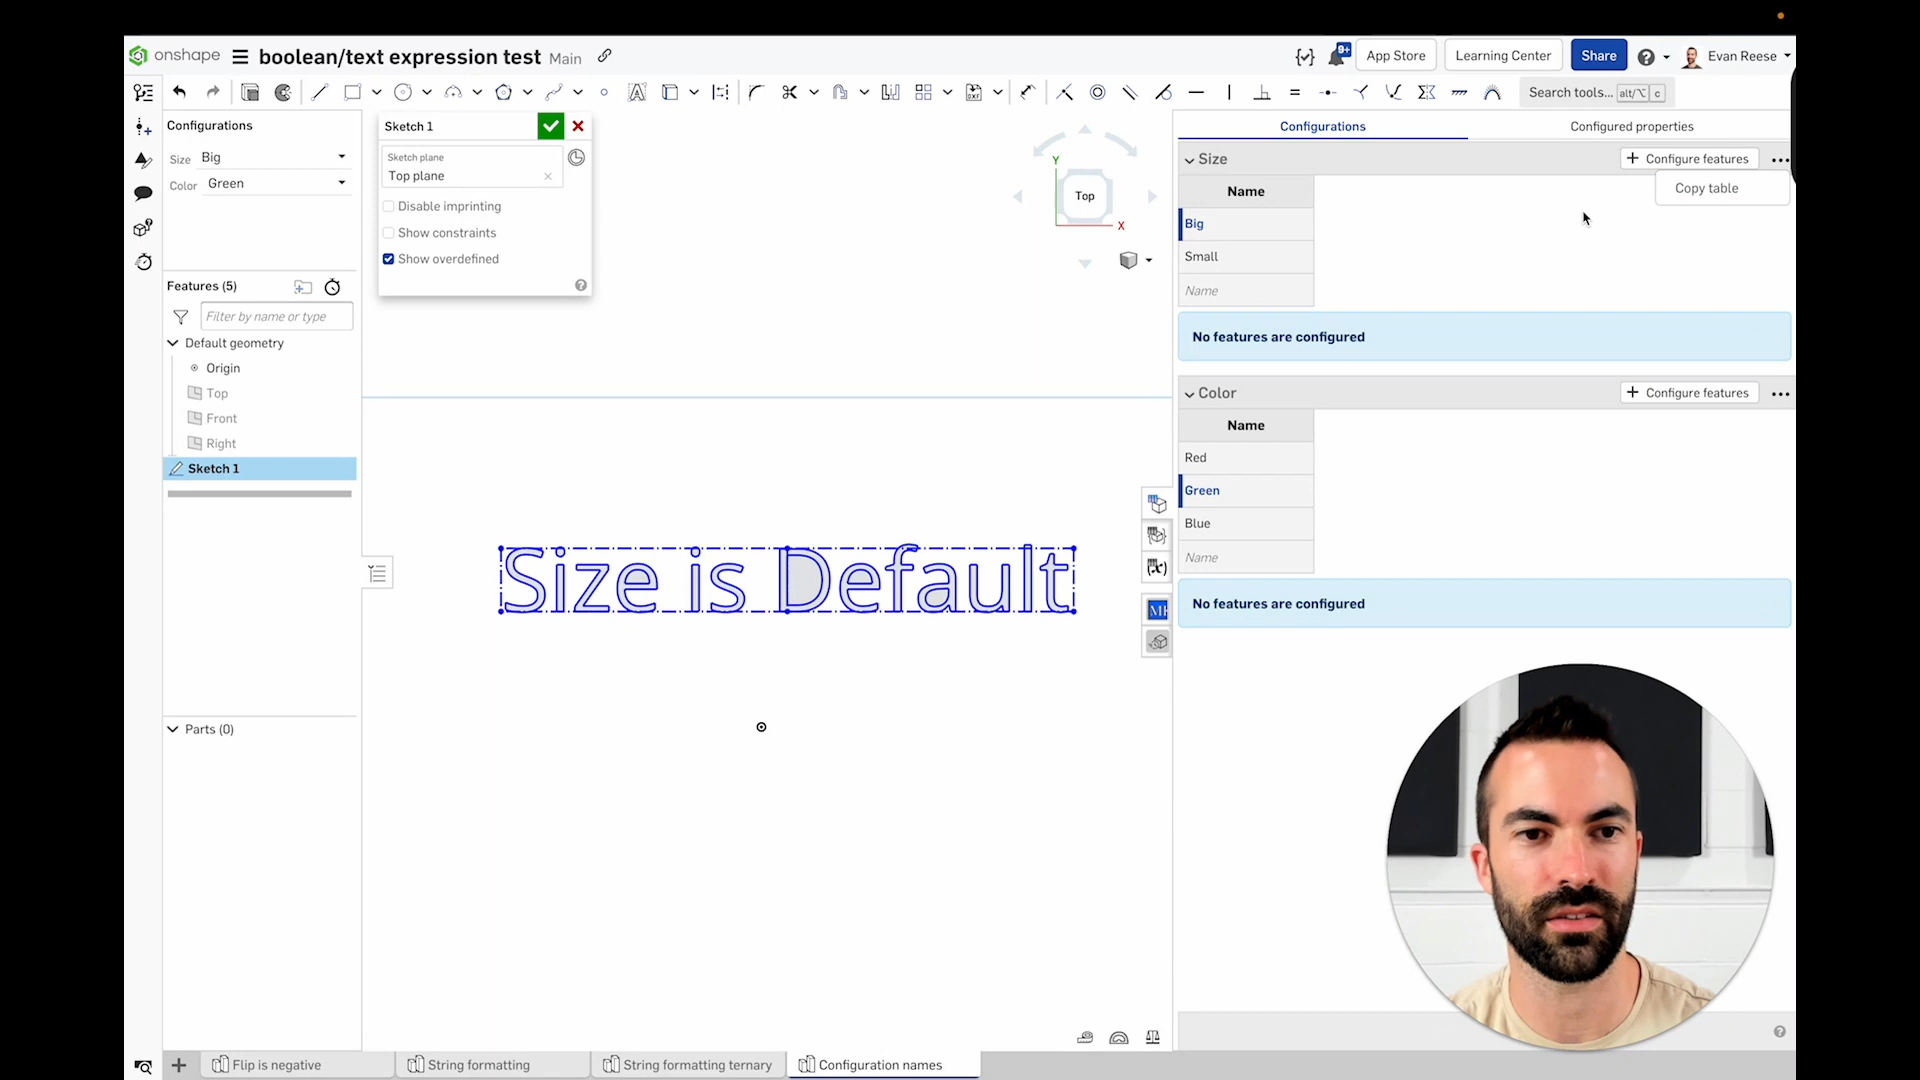 onshape
boolean/text expression test Main
9+
App Store
Learning Center
Share
Evan Reese
Search tools... alt/⌥ c
Configurations
Size Big
Color Green
Features (5)
Filter by name or type
Default geometry
Origin
Top
Front
Right
Sketch 1
Parts (0)
Sketch 1
Sketch plane
Top plane
Disable imprinting
Show constraints
Show overdefined
Y
Top
X
Size is Default
Configurations
Configured properties
Size
+ Configure features
Copy table
Name
Big
Small
Name
No features are configured
Color
+ Configure features
Name
Red
Green
Blue
Name
No features are configured
Flip is negative
String formatting
String formatting ternary
Configuration names